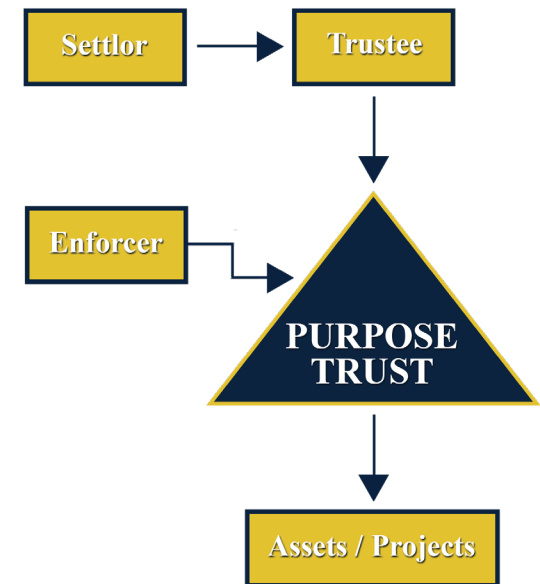 Settlor
Trustee
Enforcer
PURPOSE
TRUST
Assets / Projects